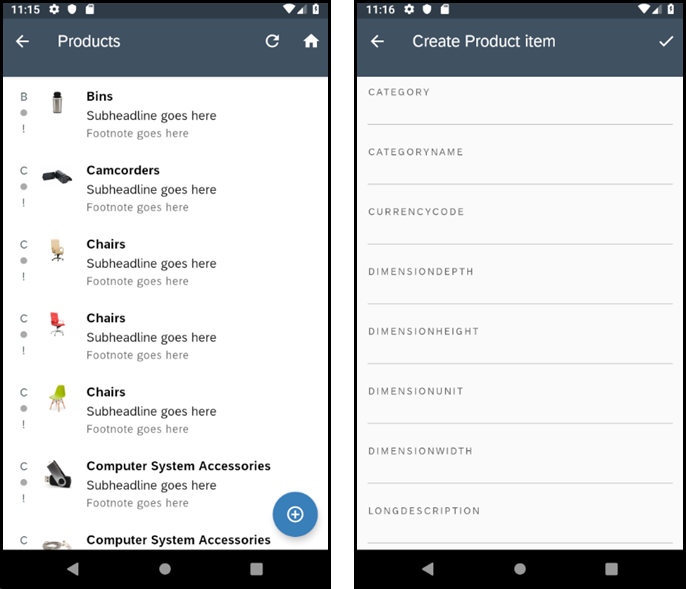 11:15
Products
B
Bins
Subheadline goes here
!
Footnote goes here
C
Camcorders
Subheadline goes here
!
Footnote goes here
C
Chairs
Subheadline goes here
!
Footnote goes here
C
Chairs
Subheadline goes here
!
Footnote goes here
C
Chairs
Subheadline goes here
!
Footnote goes here
C
Computer System Accessories
Subheadline goes here
!
Footnote goes here
C
Computer System Accessories
11:16
Create Product item
CATEGORY
CATEGORYNAME
CURRENCYCODE
DIMENSIONDEPTH
DIMENSIONHEIGHT
DIMENSIONUNIT
DIMENSIONWIDTH
LONGDESCRIPTION